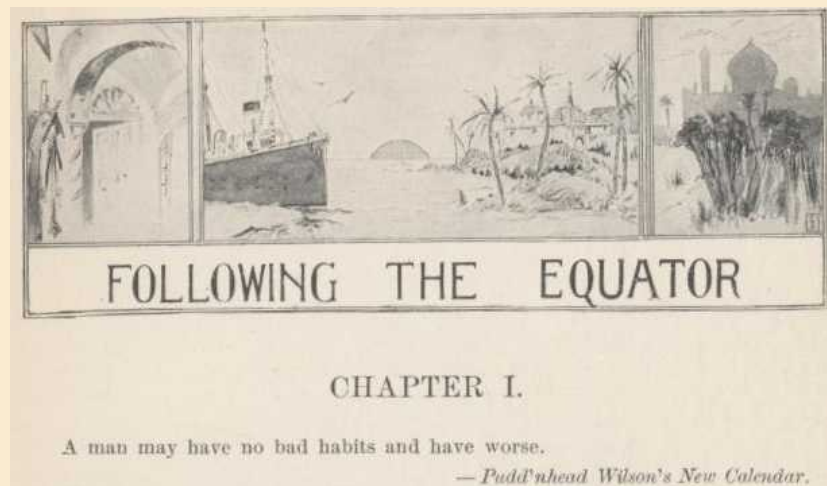 FOLLOWING THE EQUATOR
CHAPTER I.
A man may have no bad habits and have worse.
— Pudd'nhead Wilson's New Calendar.